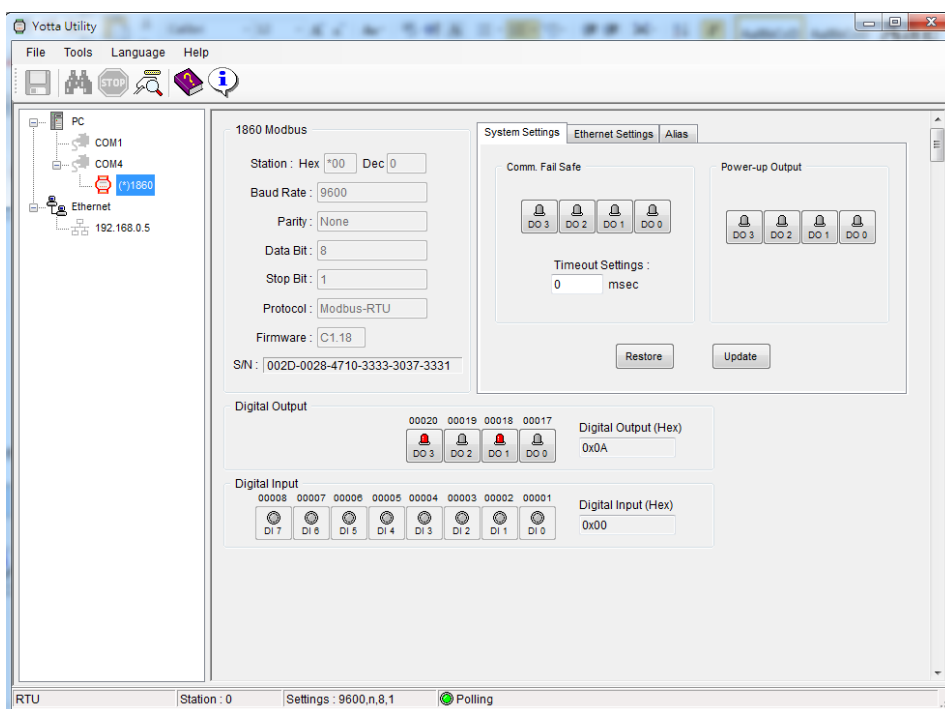 Yotta Utility
File Tools Language Help
STOP
PC
COM1
COM4
(*)1860
Ethernet
192.168.0.5
1860 Modbus
Station : Hex *00 Dec 0
Baud Rate : 9600
Parity : None
Data Bit : 8
Stop Bit : 1
Protocol : Modbus-RTU
Firmware : C1.18
S/N : 002D-0028-4710-3333-3037-3331
System Settings Ethernet Settings Alias
Comm. Fail Safe
DO 3 DO 2 DO 1 DO 0
Timeout Settings :
0 msec
Power-up Output
DO 3 DO 2 DO 1 DO 0
Restore Update
Digital Output
00020 00019 00018 00017
DO 3 DO 2 DO 1 DO 0
Digital Output (Hex)
0x0A
Digital Input
00008 00007 00006 00005 00004 00003 00002 00001
DI 7 DI 6 DI 5 DI 4 DI 3 DI 2 DI 1 DI 0
Digital Input (Hex)
0x00
RTU Station : 0 Settings : 9600,n,8,1 Polling